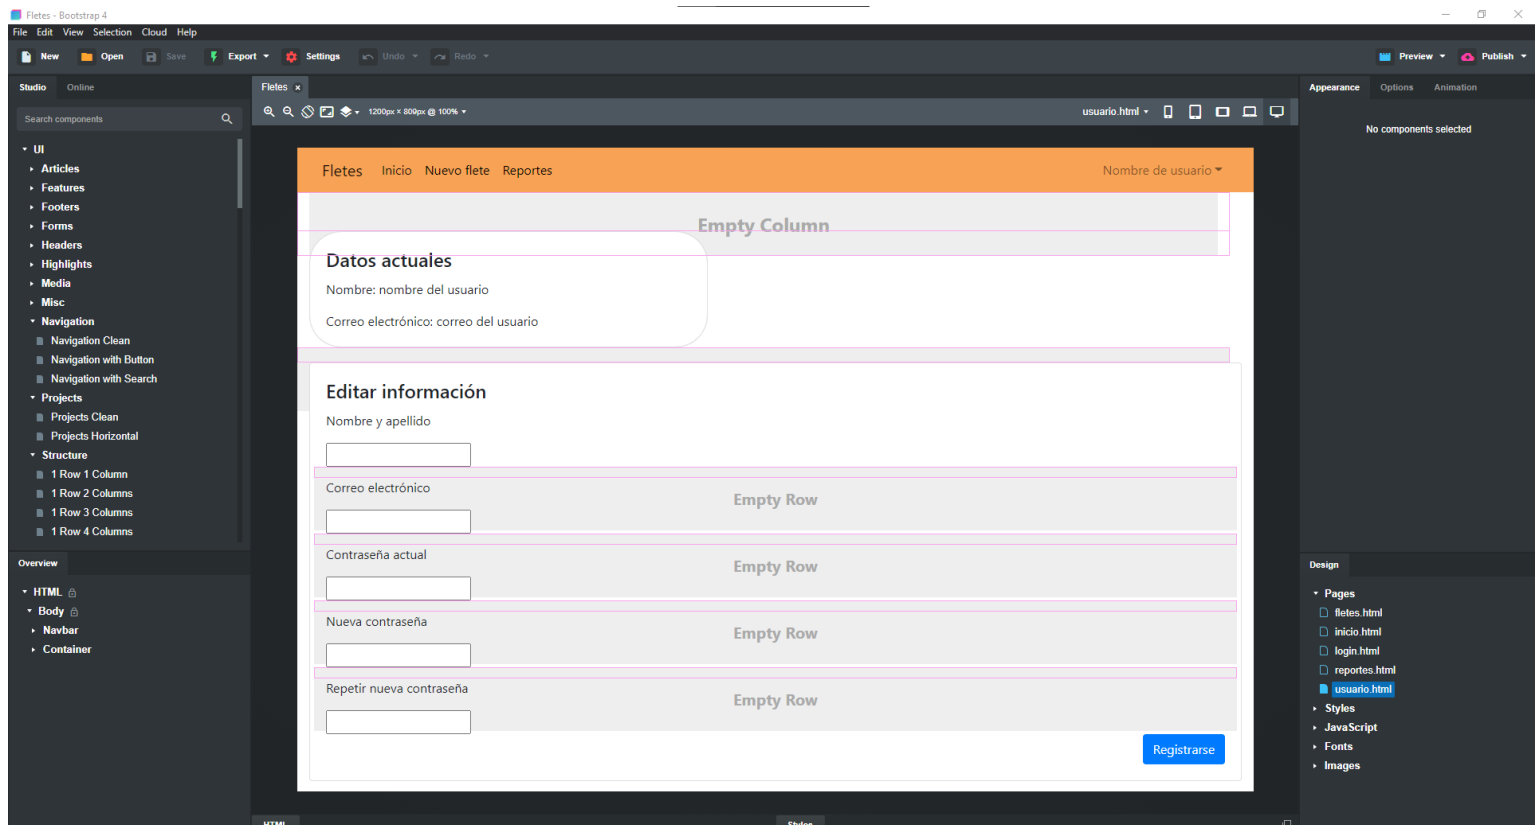 Fletes - Bootstrap 4
File Edit View Selection Cloud Help
New Open Save Export Settings Undo Redo Preview Publish
Studio Online
Fletes
Appearance Options Animation
Search components
1200px × 809px @ 100%
usuario.html
No components selected
UI
Articles
Features
Footers
Forms
Headers
Highlights
Media
Misc
Navigation
Navigation Clean
Navigation with Button
Navigation with Search
Projects
Projects Clean
Projects Horizontal
Structure
1 Row 1 Column
1 Row 2 Columns
1 Row 3 Columns
1 Row 4 Columns
Overview
HTML
Body
Navbar
Container
Fletes Inicio Nuevo flete Reportes Nombre de usuario
Empty Column
Datos actuales
Nombre: nombre del usuario
Correo electrónico: correo del usuario
Editar información
Nombre y apellido
Correo electrónico
Empty Row
Contraseña actual
Empty Row
Nueva contraseña
Empty Row
Repetir nueva contraseña
Empty Row
Registrarse
HTML
Styles
Design
Pages
fletes.html
inicio.html
login.html
reportes.html
usuario.html
Styles
JavaScript
Fonts
Images